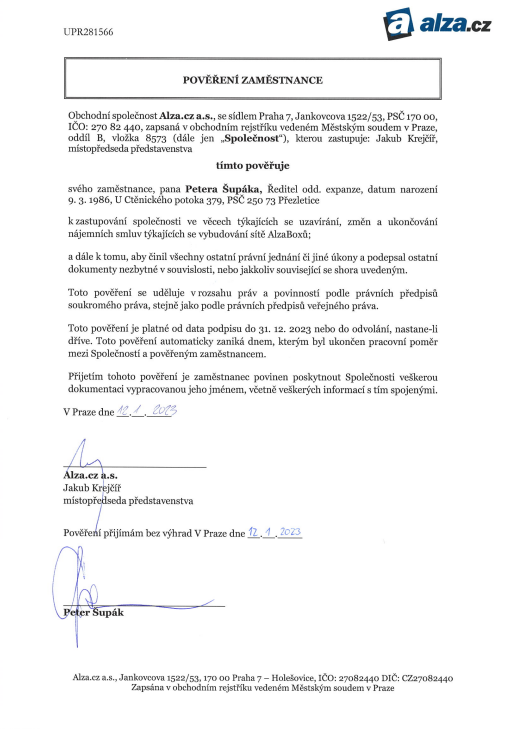 UPR281566
a alza.cz
POVĚŘENÍ ZAMĚSTNANCE
Obchodní společnost Alza.cz a.s., se sídlem Praha 7, Jankovcova 1522/53, PSČ 170 00,
IČO: 270 82 440, zapsaná v obchodním rejstříku vedeném Městským soudem v Praze,
oddíl B, vložka 8573 (dále jen „Společnost“), kterou zastupuje: Jakub Krejčíř,
místopředseda představenstva
tímto pověřuje
svého zaměstnance, pana Petera Šupáka, Ředitel odd. expanze, datum narození
9. 3. 1986, U Ctěnického potoka 379, PSČ 250 73 Přezletice
k zastupování společnosti ve věcech týkajících se uzavírání, změn a ukončování
nájemních smluv týkajících se vybudování sítě AlzaBoxů;
a dále k tomu, aby činil všechny ostatní právní jednání či jiné úkony a podepsal ostatní
dokumenty nezbytné v souvislosti, nebo jakkoliv související se shora uvedeným.
Toto pověření se uděluje v rozsahu práv a povinností podle právních předpisů
soukromého práva, stejně jako podle právních předpisů veřejného práva.
Toto pověření je platné od data podpisu do 31. 12. 2023 nebo do odvolání, nastane-li
dříve. Toto pověření automaticky zaniká dnem, kterým byl ukončen pracovní poměr
mezi Společností a pověřeným zaměstnancem.
Přijetím tohoto pověření je zaměstnanec povinen poskytnout Společnosti veškerou
dokumentaci vypracovanou jeho jménem, včetně veškerých informací s tím spojenými.
V Praze dne 12.1.2023
Alza.cz a.s.
Jakub Krejčíř
místopředseda představenstva
Pověření přijímám bez výhrad V Praze dne 12.1.2023
Peter Šupák
Alza.cz a.s., Jankovcova 1522/53, 170 00 Praha 7 – Holešovice, IČO: 27082440 DIČ: CZ27082440
Zapsána v obchodním rejstříku vedeném Městským soudem v Praze